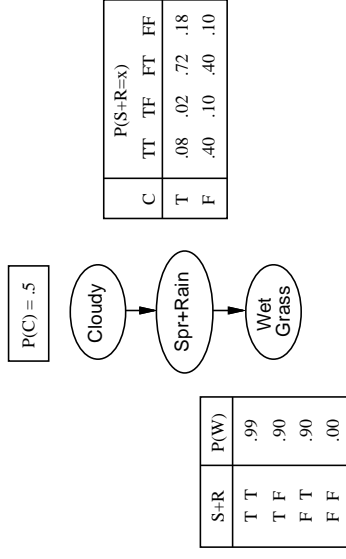 P(C) = .5
Cloudy
Spr+Rain
Wet
Grass
P(S+R=x)
C TT TF FT FF
T .08 .02 .72 .18
F .40 .10 .40 .10
S+R P(W)
T T .99
T F .90
F T .90
F F .00